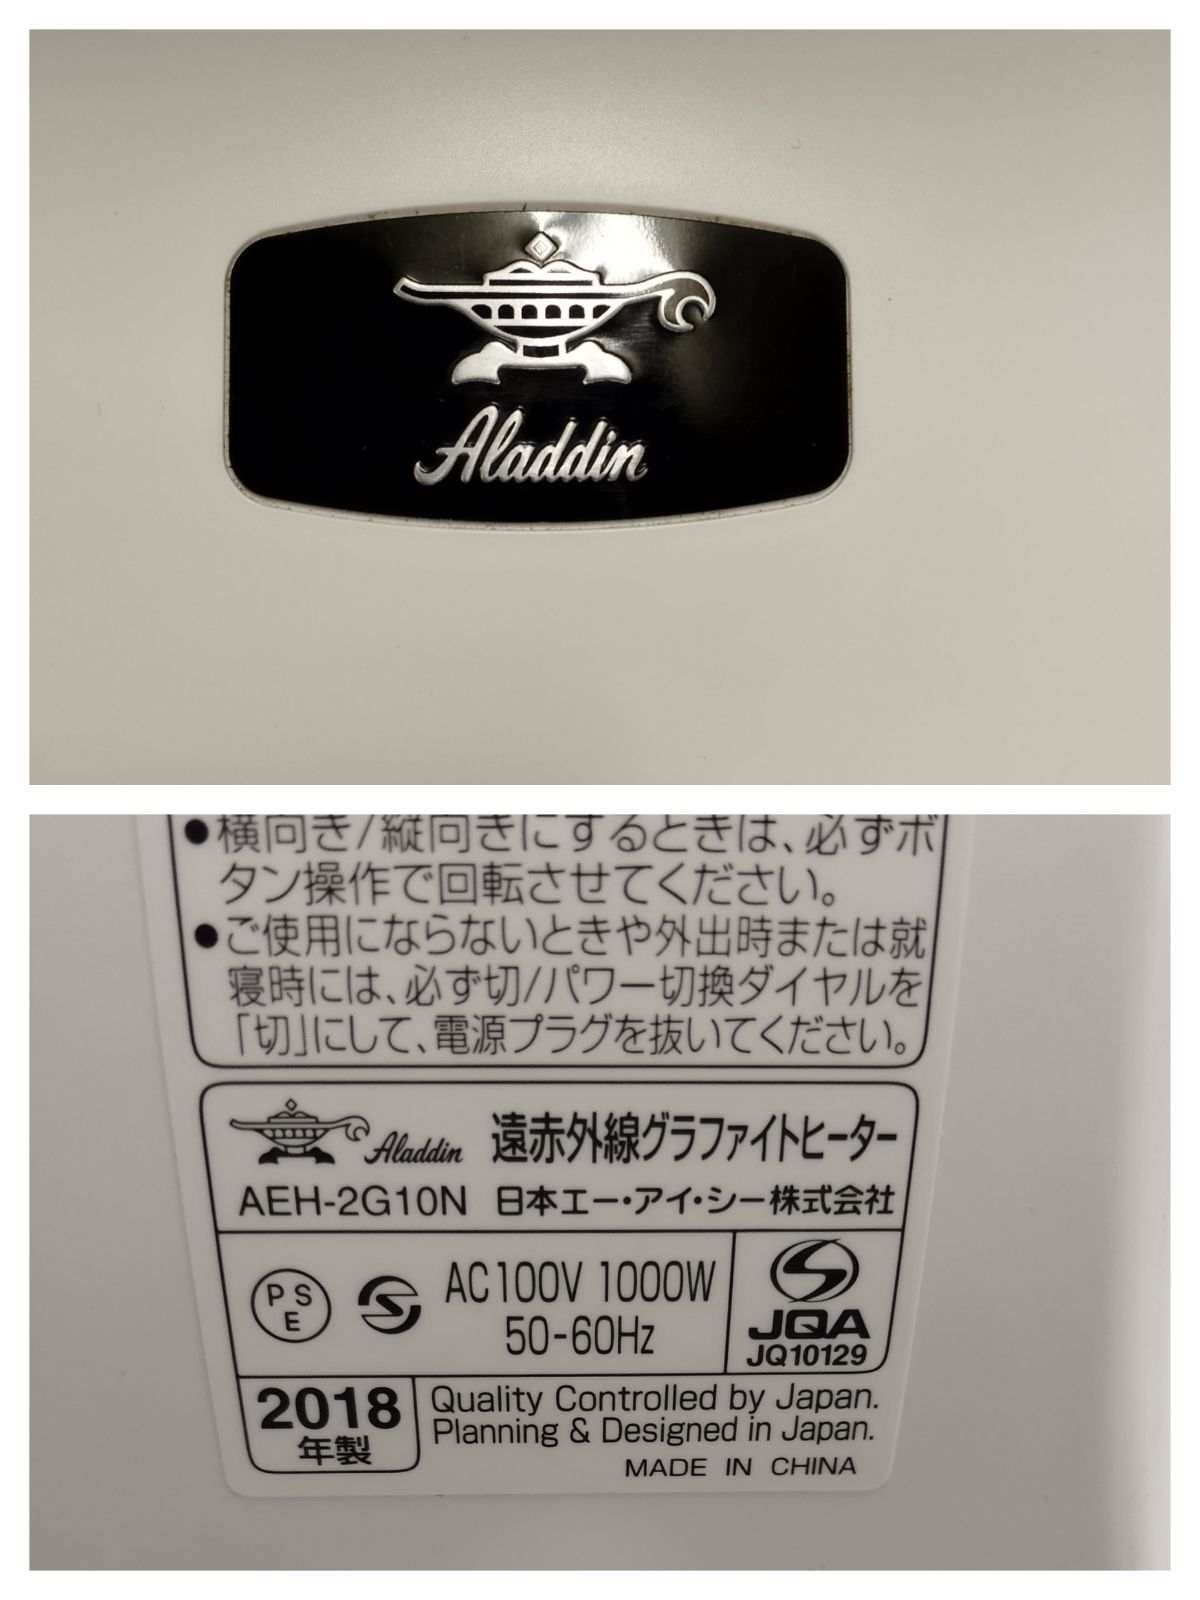 Aladdin
●横向き/縦向きにするときは、必ずボ
タン操作で回転させてください。
●ご使用にならないときや外出時または就
寝時には、必ず切/パワー切換ダイヤルを
「切」にして、電源プラグを抜いてください。
Aladdin 遠赤外線グラファイトヒーター
AEH-2G10N 日本エー・アイ・シー株式会社
PS
E
AC100V 1000W
50-60Hz
JQA
JQ10129
2018
年製
Quality Controlled by Japan.
Planning & Designed in Japan.
MADE IN CHINA